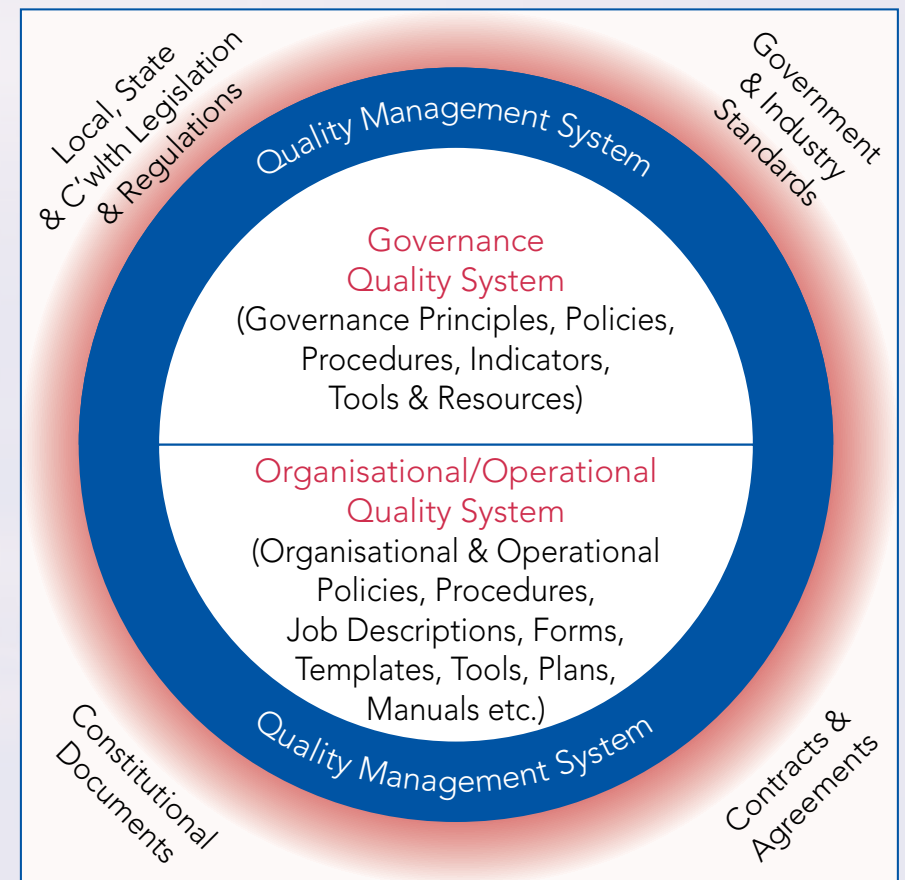 Local, State
& C'wlth Legislation
& Regulations
Government
& Industry
Standards
Quality Management System
Governance
Quality System
(Governance Principles, Policies,
Procedures, Indicators,
Tools & Resources)
Organisational/Operational
Quality System
(Organisational & Operational
Policies, Procedures,
Job Descriptions, Forms,
Templates, Tools, Plans,
Manuals etc.)
Quality Management System
Constitutional
Documents
Contracts &
Agreements